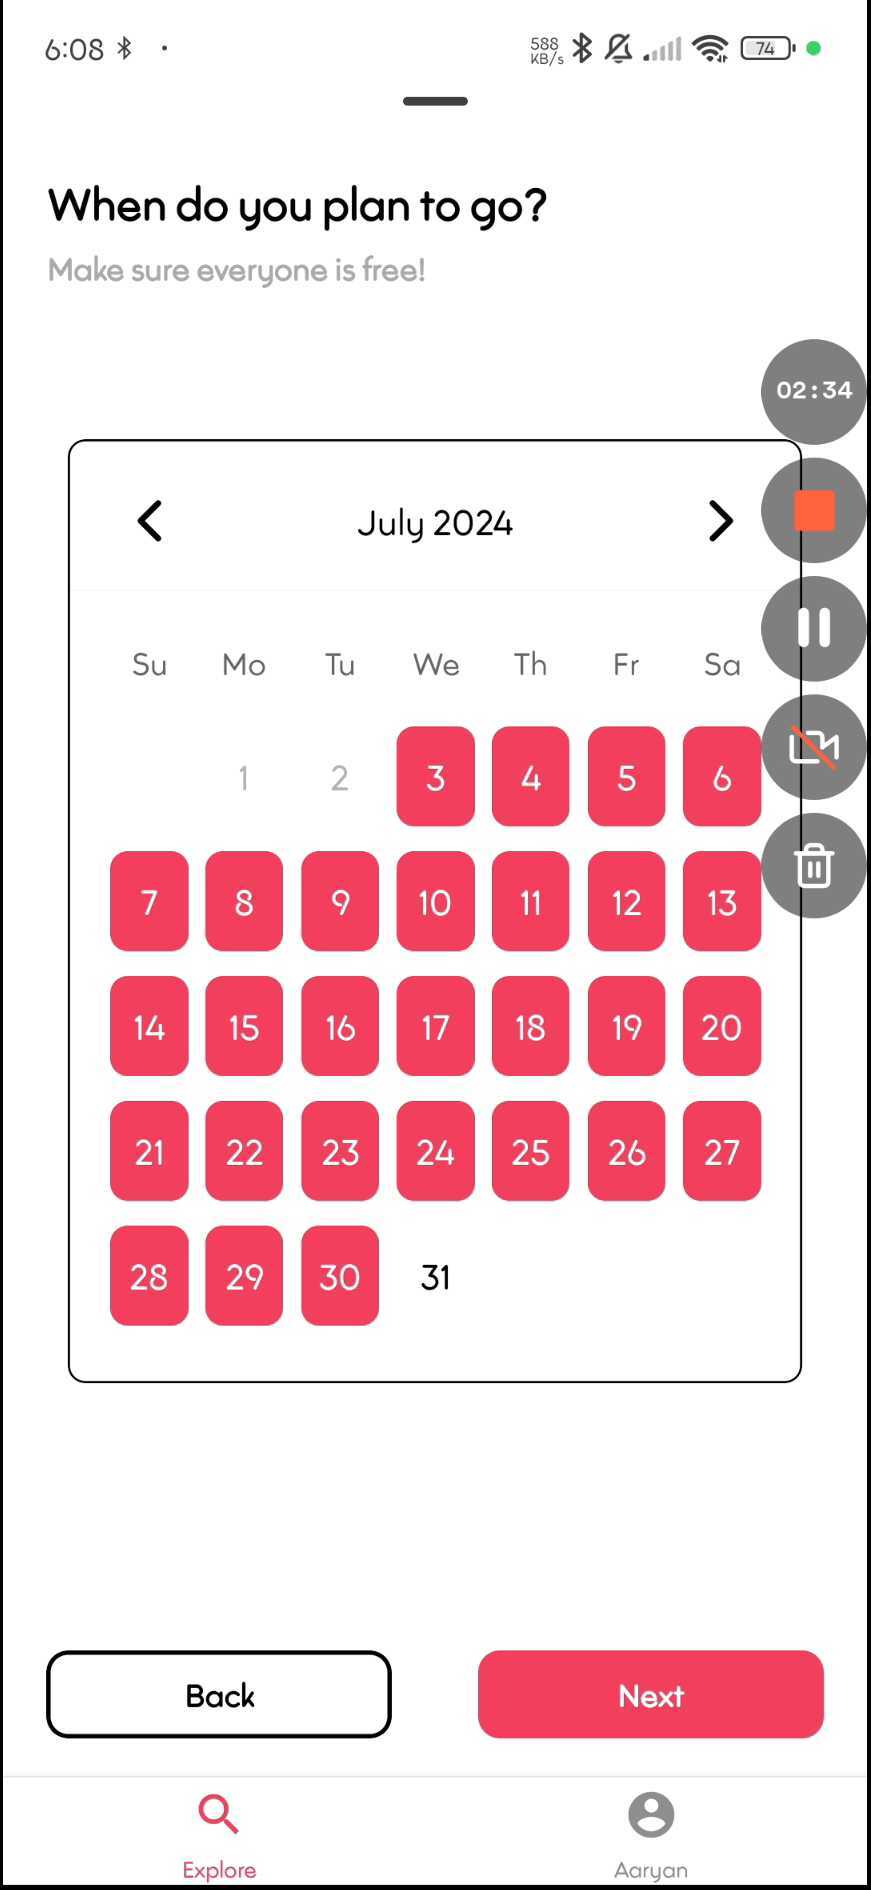 6:08
588
KB/s
74
When do you plan to go?
Make sure everyone is free!
02:34
July 2024
Su Mo Tu We Th Fr Sa
1 2 3 4 5 6
7 8 9 10 11 12 13
14 15 16 17 18 19 20
21 22 23 24 25 26 27
28 29 30 31
Back Next
Explore Aaryan